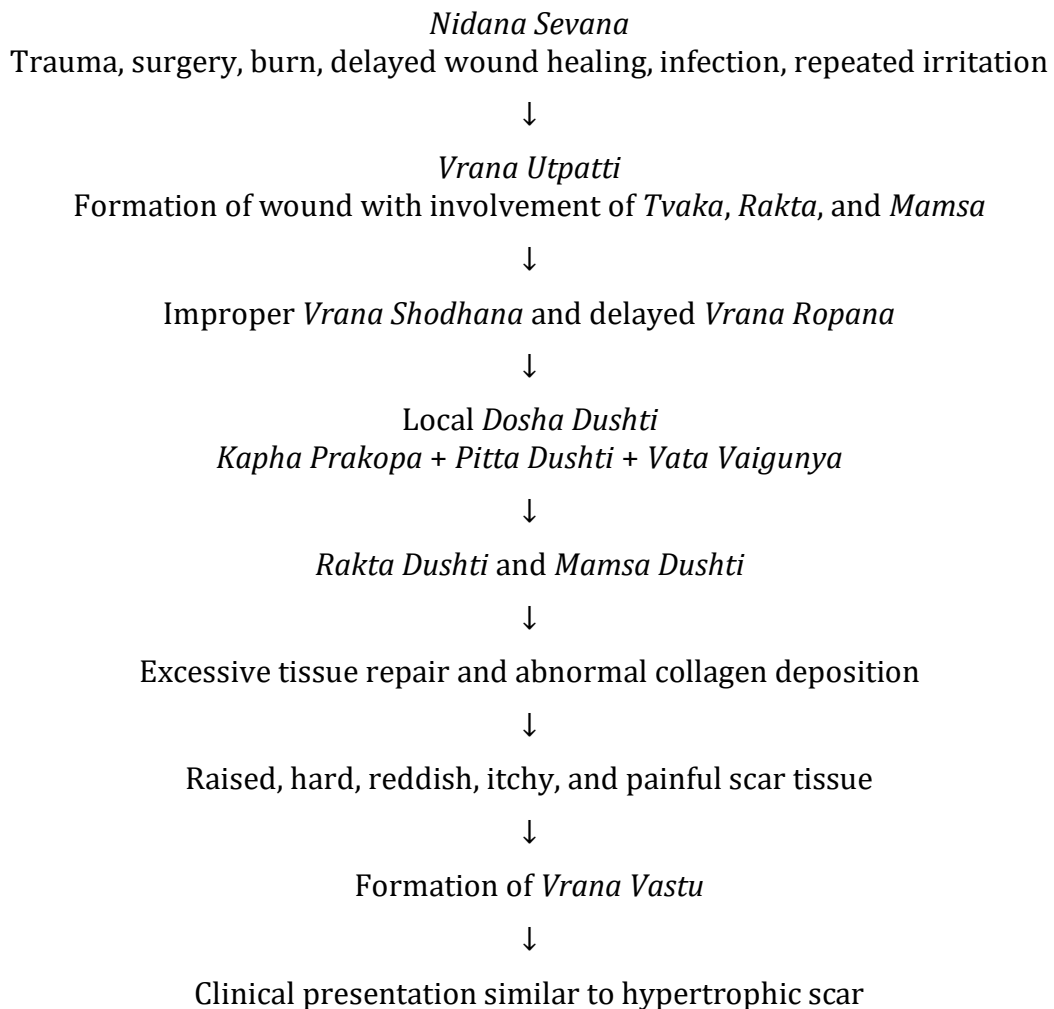 Nidana Sevana
Trauma, surgery, burn, delayed wound healing, infection, repeated irritation
↓
Vrana Utpatti
Formation of wound with involvement of Tvaka, Rakta, and Mamsa
↓
Improper Vrana Shodhana and delayed Vrana Ropana
↓
Local Dosha Dushti
Kapha Prakopa + Pitta Dushti + Vata Vaigunya
↓
Rakta Dushti and Mamsa Dushti
↓
Excessive tissue repair and abnormal collagen deposition
↓
Raised, hard, reddish, itchy, and painful scar tissue
↓
Formation of Vrana Vastu
↓
Clinical presentation similar to hypertrophic scar